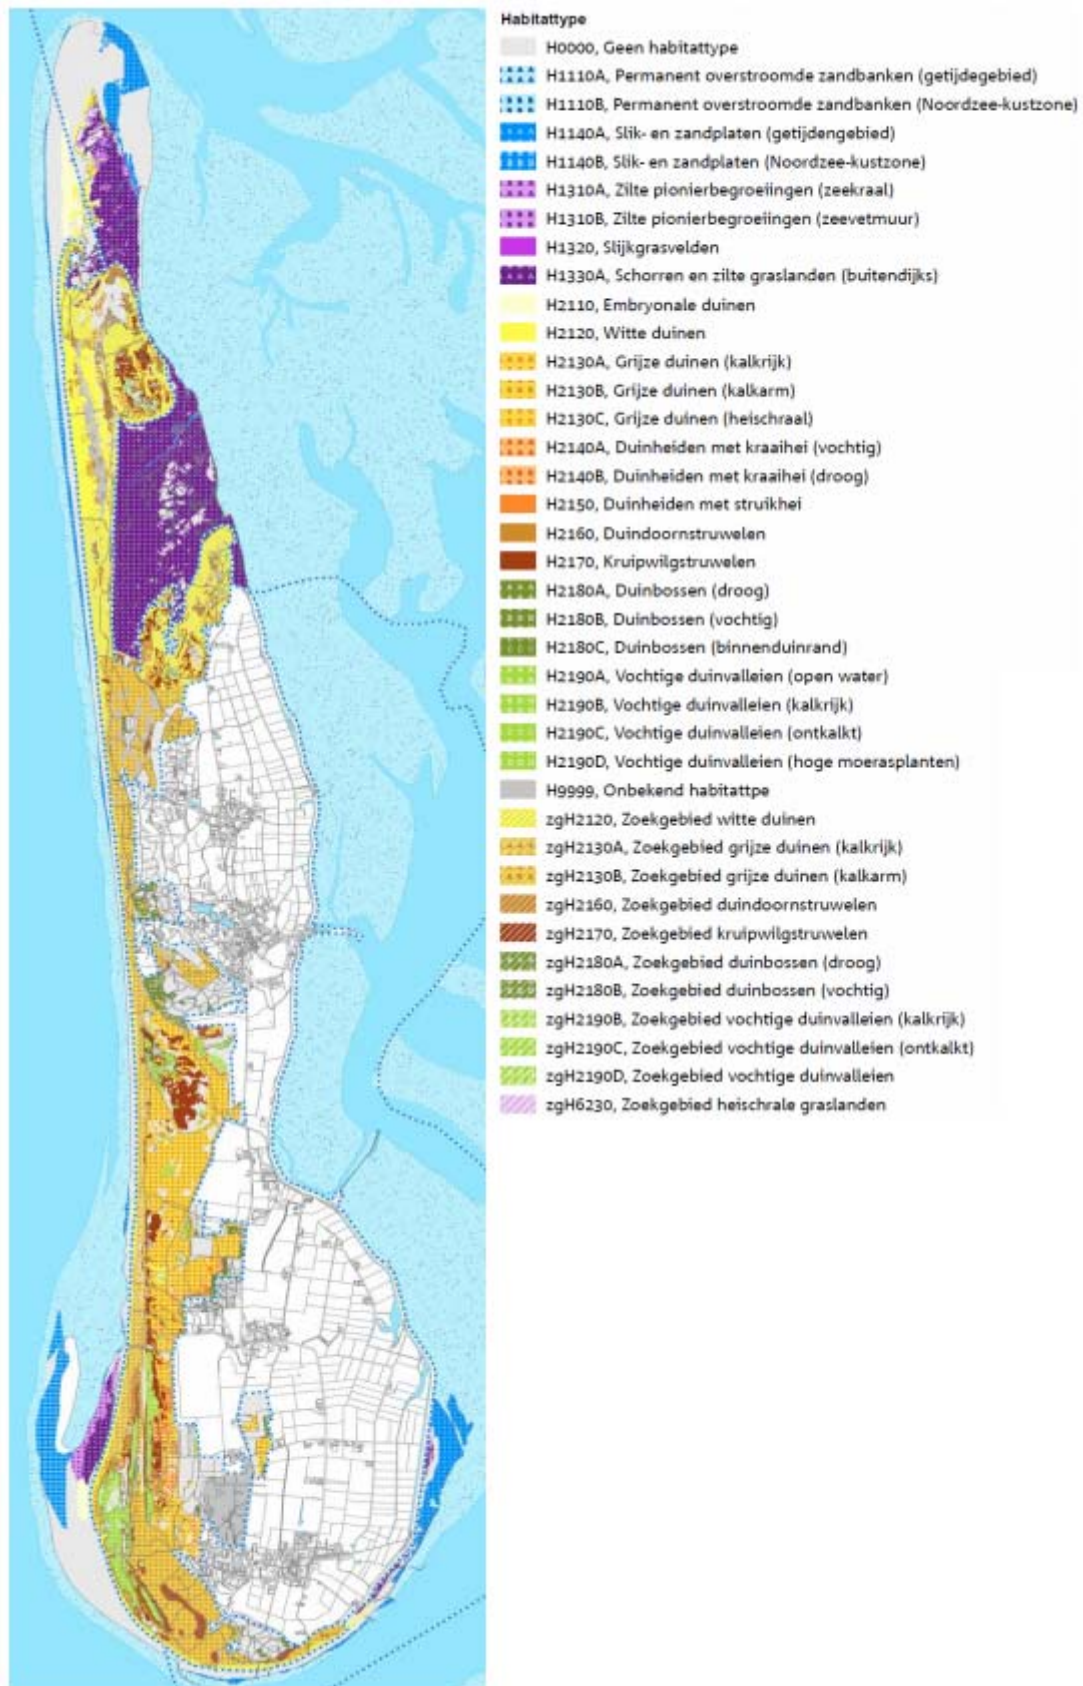 Habitattype
H0000, Geen habitattype
H1110A, Permanent overstroomde zandbanken (getijdegebied)
H1110B, Permanent overstroomde zandbanken (Noordzee-kustzone)
H1140A, Slik- en zandplaten (getijdengebied)
H1140B, Slik- en zandplaten (Noordzee-kustzone)
H1310A, Zilte pionierbegroeiingen (zeekraal)
H1310B, Zilte pionierbegroeiingen (zeevetmuur)
H1320, Slijkgrasvelden
H1330A, Schorren en zilte graslanden (buitendijks)
H2110, Embryonale duinen
H2120, Witte duinen
H2130A, Grijze duinen (kalkrijk)
H2130B, Grijze duinen (kalkarm)
H2130C, Grijze duinen (heischraal)
H2140A, Duinheiden met kraaihei (vochtig)
H2140B, Duinheiden met kraaihei (droog)
H2150, Duinheiden met struikhei
H2160, Duindoornstruwelen
H2170, Kruipwilgstruwelen
H2180A, Duinbossen (droog)
H2180B, Duinbossen (vochtig)
H2180C, Duinbossen (binnenduinrand)
H2190A, Vochtige duinvalleien (open water)
H2190B, Vochtige duinvalleien (kalkrijk)
H2190C, Vochtige duinvalleien (ontkalkt)
H2190D, Vochtige duinvalleien (hoge moerasplanten)
H9999, Onbekend habitattpe
zgH2120, Zoekgebied witte duinen
zgH2130A, Zoekgebied grijze duinen (kalkrijk)
zgH2130B, Zoekgebied grijze duinen (kalkarm)
zgH2160, Zoekgebied duindoornstruwelen
zgH2170, Zoekgebied kruipwilgstruwelen
zgH2180A, Zoekgebied duinbossen (droog)
zgH2180B, Zoekgebied duinbossen (vochtig)
zgH2190B, Zoekgebied vochtige duinvalleien (kalkrijk)
zgH2190C, Zoekgebied vochtige duinvalleien (ontkalkt)
zgH2190D, Zoekgebied vochtige duinvalleien
zgH6230, Zoekgebied heischrale graslanden